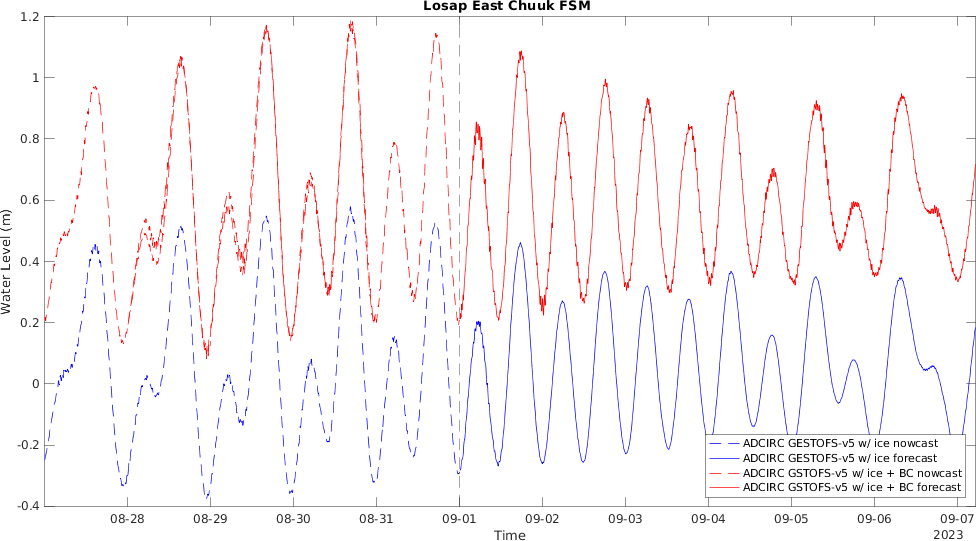 Losap East Chuuk FSM
Water Level (m)
1.2
1
0.8
0.6
0.4
0.2
0
-0.2
-0.4
ADCIRC GESTOFS-v5 w/ ice nowcast
ADCIRC GESTOFS-v5 w/ ice forecast
ADCIRC GSTOFS-v5 w/ ice + BC nowcast
ADCIRC GSTOFS-v5 w/ ice + BC forecast
08-28 08-29 08-30 08-31 09-01 09-02 09-03 09-04 09-05 09-06 09-07
Time
2023